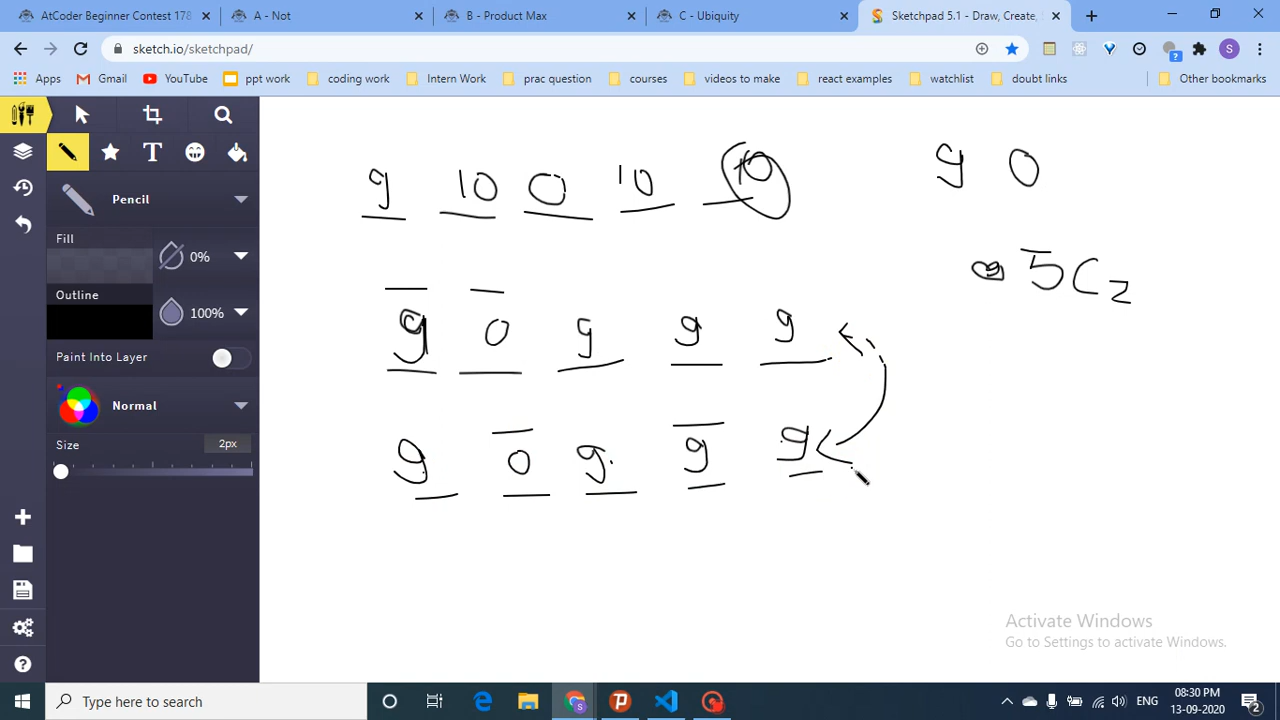 AtCoder Beginner Contest 178
A - Not
B - Product Max
C - Ubiquity
Sketchpad 5.1 - Draw, Create,
sketch.io/sketchpad/
Apps
Gmail
YouTube
ppt work
coding work
Intern Work
prac question
courses
videos to make
react examples
watchlist
doubt links
Other bookmarks
Pencil
Fill
0%
Outline
100%
Paint Into Layer
Normal
Size
2px
9 10 0 10 10
9 0
5C2
9 0 9 9 9
9 0 9 9 9
Activate Windows
Go to Settings to activate Windows.
Type here to search
ENG
08:30 PM
13-09-2020
2